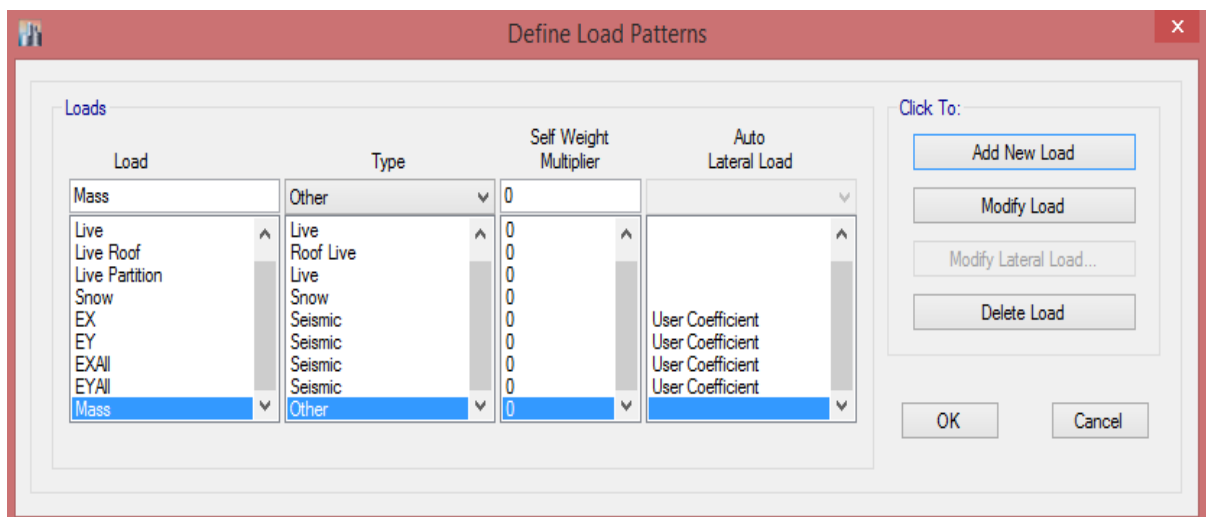 Define Load Patterns
x
Loads
Click To:
Load Type Self Weight Multiplier Auto Lateral Load
Mass Other 0
Live Live 0
Live Roof Roof Live 0
Live Partition Live 0
Snow Snow 0
EX Seismic 0 User Coefficient
EY Seismic 0 User Coefficient
EXAll Seismic 0 User Coefficient
EYAll Seismic 0 User Coefficient
Mass Other 0
Add New Load
Modify Load
Modify Lateral Load...
Delete Load
OK Cancel